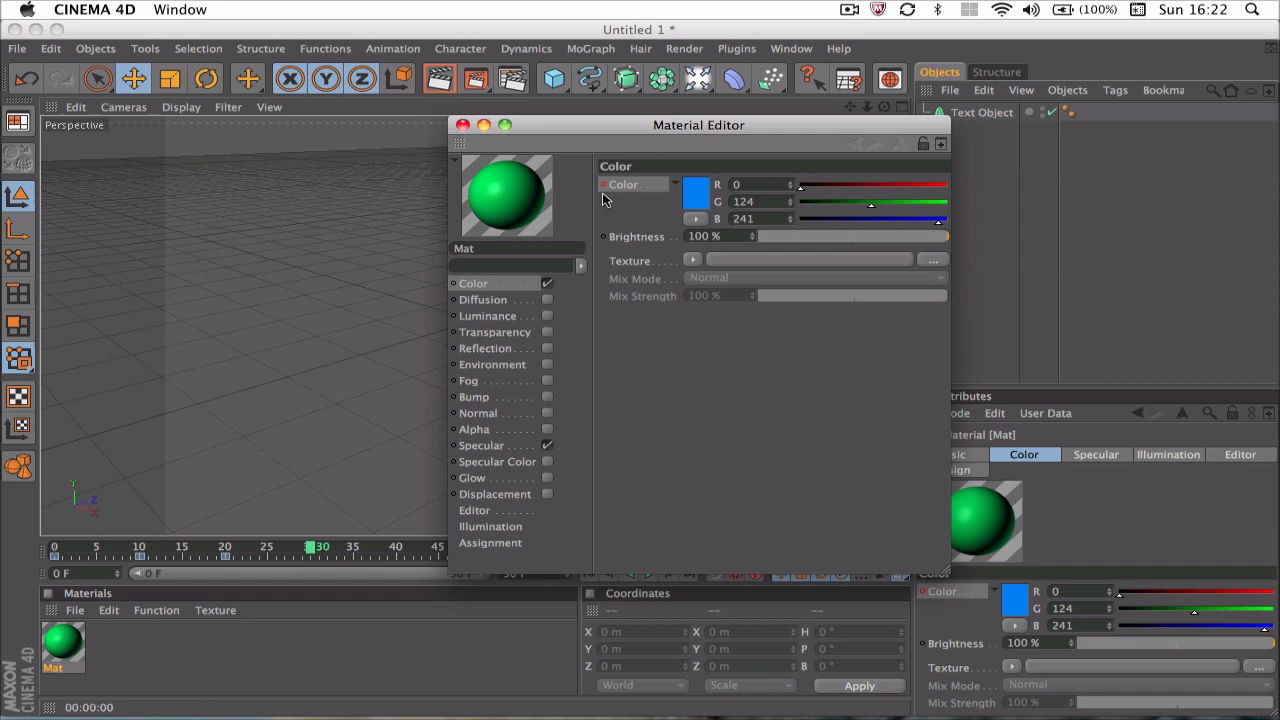 CINEMA 4D Window (100%) Sun 16:22
Untitled 1 *
File Edit Objects Tools Selection Structure Functions Animation Character Dynamics MoGraph Hair Render Plugins Window Help
X Y Z
Objects Structure
File Edit View Objects Tags Bookma
Edit Cameras Display Filter View
Text Object
Perspective
Material Editor
Color
Color R 0
G 124
B 241
Brightness 100 %
Texture ...
Mix Mode Normal
Mix Strength 100 %
Mat
Color
Diffusion
Luminance
Transparency
Reflection
Environment
Fog
Bump
Normal
Alpha
Specular
Specular Color
Glow
Displacement
Editor
Illumination
Assignment
Y
Z
X
0 5 10 15 20 25 30 35 40 45
0 F 0 F
tributes
ode Edit User Data
aterial [Mat]
sic Color Specular Illumination Editor
sign
Color
Color R 0
G 124
B 241
Brightness 100 %
Texture ...
Mix Mode Normal
Mix Strength 100 %
Materials
File Edit Function Texture
Mat
Coordinates
-- -- --
X 0 m X 0 m H 0 °
Y 0 m Y 0 m P 0 °
Z 0 m Z 0 m B 0 °
World Scale Apply
MAXON
CINEMA 4D
00:00:00